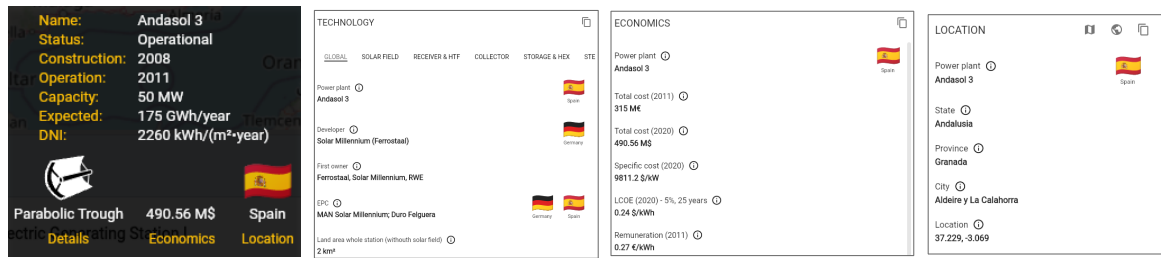 Name: Andasol 3
Status: Operational
Construction: 2008
Operation: 2011
Capacity: 50 MW
Expected: 175 GWh/year
DNI: 2260 kWh/(m²•year)
Parabolic Trough 490.56 M$ Spain
Details Economics Location
TECHNOLOGY
GLOBAL SOLAR FIELD RECEIVER & HTF COLLECTOR STORAGE & HEX STE
Power plant
Andasol 3
Spain
Developer
Solar Millennium (Ferrostaal)
Germany
First owner
Ferrostaal, Solar Millennium, RWE
EPC
MAN Solar Millennium; Duro Felguera
Germany Spain
Land area whole station (withouth solar field)
2 km²
ECONOMICS
Power plant
Andasol 3
Spain
Total cost (2011)
315 M€
Total cost (2020)
490.56 M$
Specific cost (2020)
9811.2 $/kW
LCOE (2020) - 5%, 25 years
0.24 $/kWh
Remuneration (2011)
0.27 €/kWh
LOCATION
Power plant
Andasol 3
Spain
State
Andalusia
Province
Granada
City
Aldeire y La Calahorra
Location
37.229, -3.069